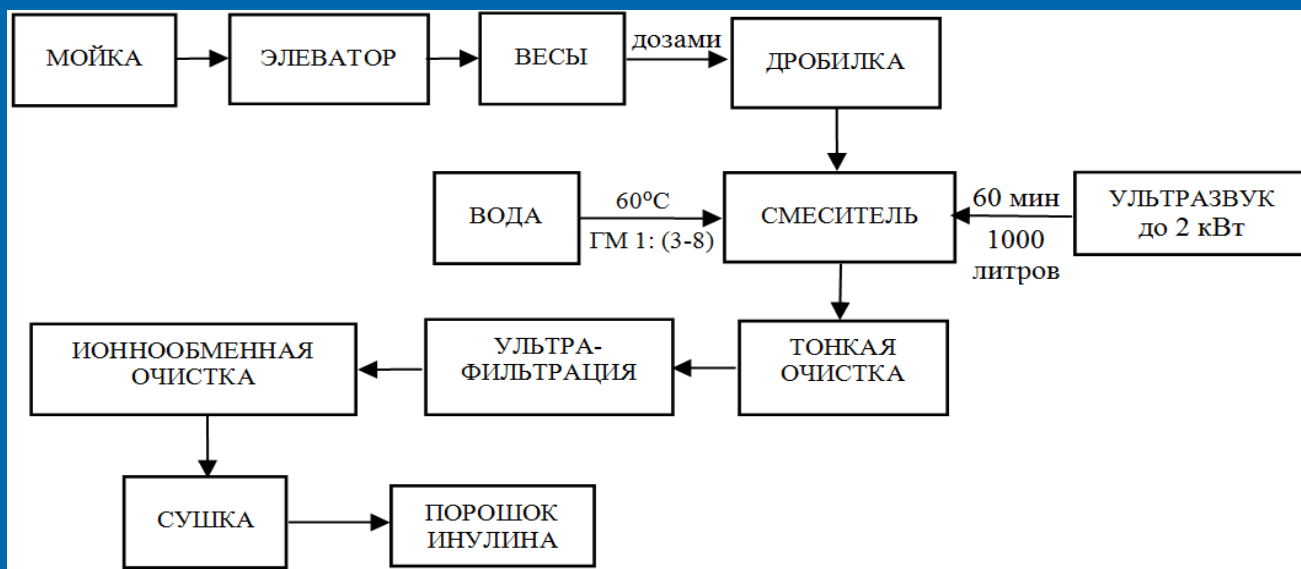 МОЙКА
ЭЛЕВАТОР
ВЕСЫ
дозами
ДРОБИЛКА
ВОДА
60°С
ГМ 1: (3-8)
СМЕСИТЕЛЬ
60 мин
1000
литров
УЛЬТРАЗВУК
до 2 кВт
ИОННООБМЕННАЯ
ОЧИСТКА
УЛЬТРА-
ФИЛЬТРАЦИЯ
ТОНКАЯ
ОЧИСТКА
СУШКА
ПОРОШОК
ИНУЛИНА